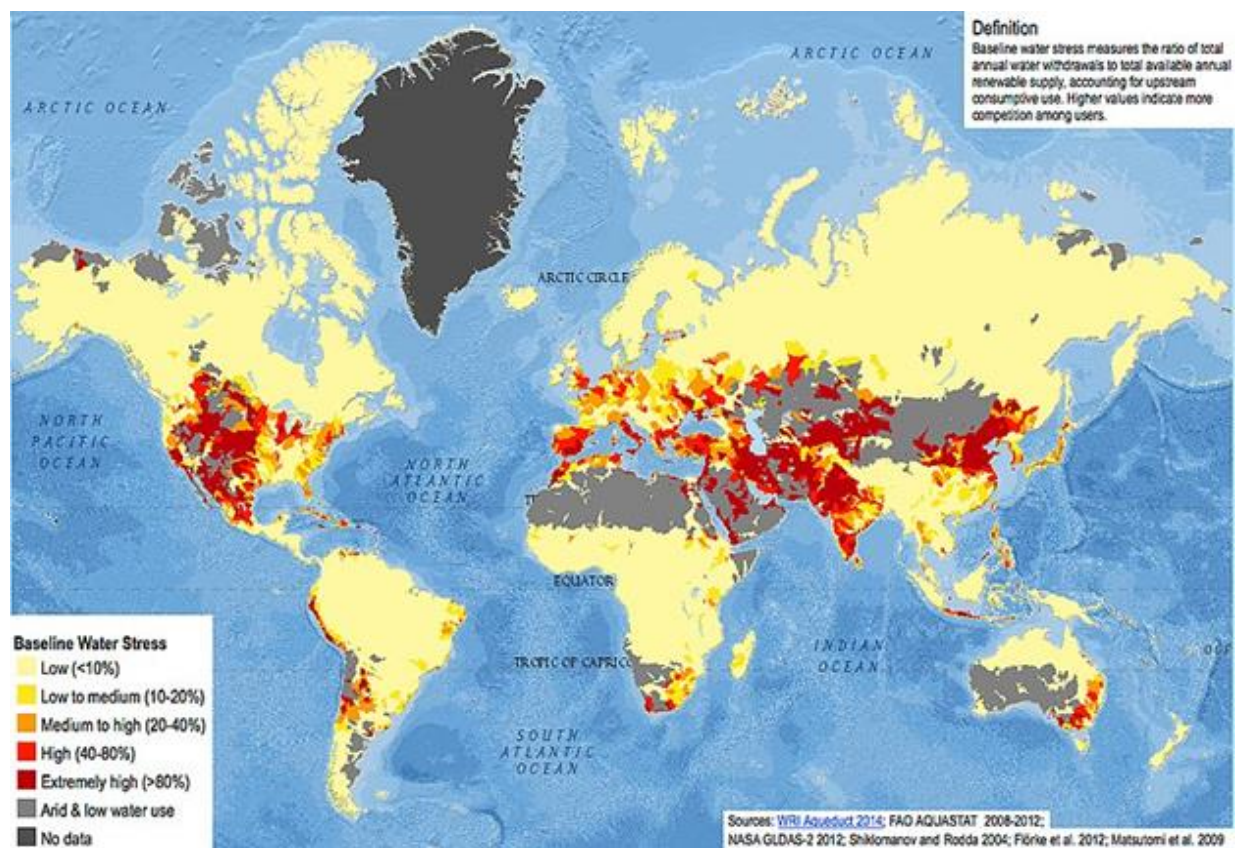 Definition
Baseline water stress measures the ratio of total
annual water withdrawals to total available annual
renewable supply, accounting for upstream
consumptive use. Higher values indicate more
competition among users.
ARCTIC OCEAN
ARCTIC OCEAN
ARCTIC CIRCLE
NORTH
PACIFIC
OCEAN
NORTH
ATLANTIC
OCEAN
EQUATOR
INDIAN
OCEAN
TROPIC OF CAPRIC
SOUTH
ATLANTIC
OCEAN
Baseline Water Stress
Low (<10%)
Low to medium (10-20%)
Medium to high (20-40%)
High (40-80%)
Extremely high (>80%)
Arid & low water use
No data
Sources: WRI Aqueduct 2014; FAO AQUASTAT 2008-2012;
NASA GLDAS-2 2012; Shiklomanov and Rodda 2004; Flörke et al. 2012; Matsutomi et al. 2009